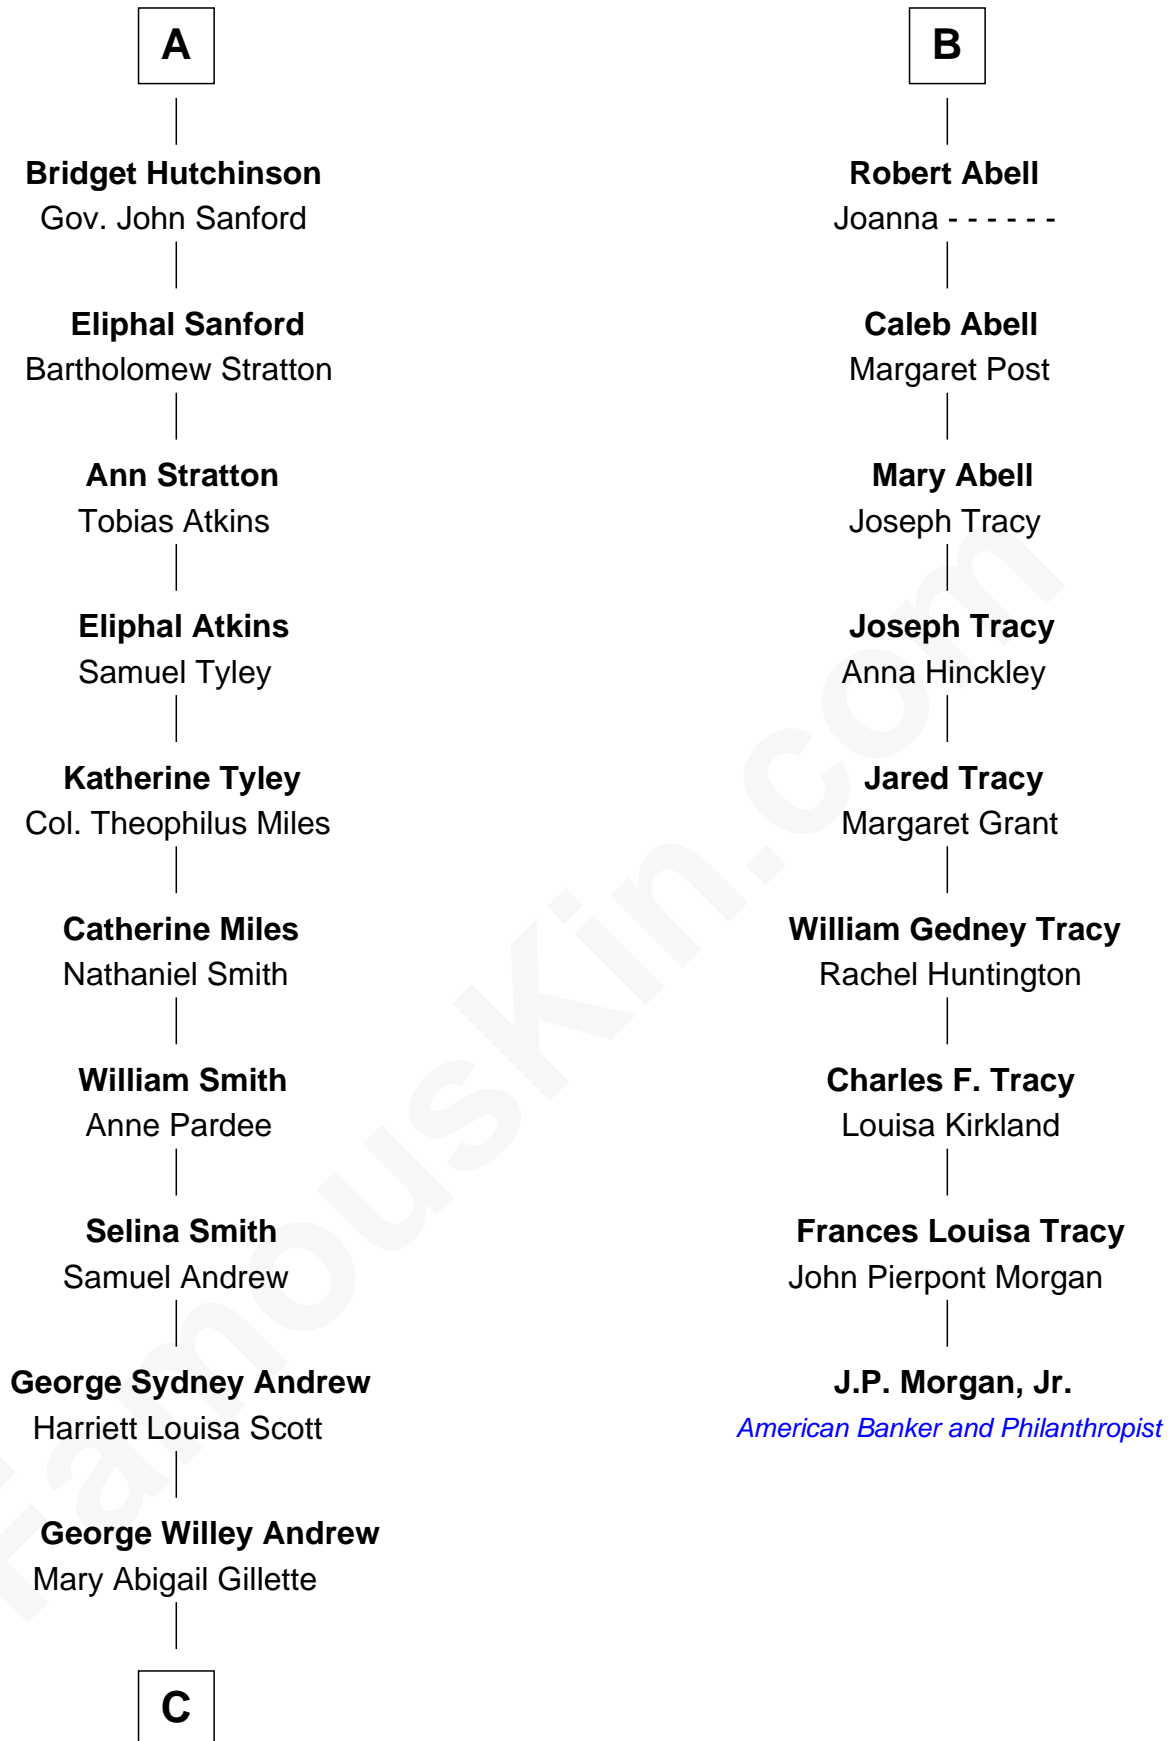 A
Bridget Hutchinson
Gov. John Sanford
Eliphal Sanford
Bartholomew Stratton
Ann Stratton
Tobias Atkins
Eliphal Atkins
Samuel Tyley
Katherine Tyley
Col. Theophilus Miles
Catherine Miles
Nathaniel Smith
William Smith
Anne Pardee
Selina Smith
Samuel Andrew
George Sydney Andrew
Harriett Louisa Scott
George Willey Andrew
Mary Abigail Gillette
C
B
Robert Abell
Joanna - - - - - -
Caleb Abell
Margaret Post
Mary Abell
Joseph Tracy
Joseph Tracy
Anna Hinckley
Jared Tracy
Margaret Grant
William Gedney Tracy
Rachel Huntington
Charles F. Tracy
Louisa Kirkland
Frances Louisa Tracy
John Pierpont Morgan
J.P. Morgan, Jr.
American Banker and Philanthropist
FamousKin.com